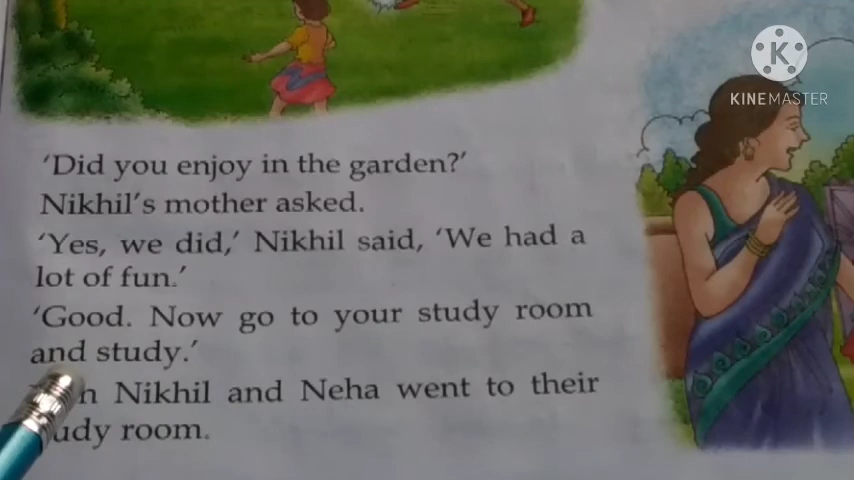 KINEMASTER
'Did you enjoy in the garden?'
Nikhil's mother asked.
'Yes, we did,' Nikhil said, 'We had a
lot of fun.'
'Good. Now go to your study room
and study.'
Nikhil and Neha went to their
room.